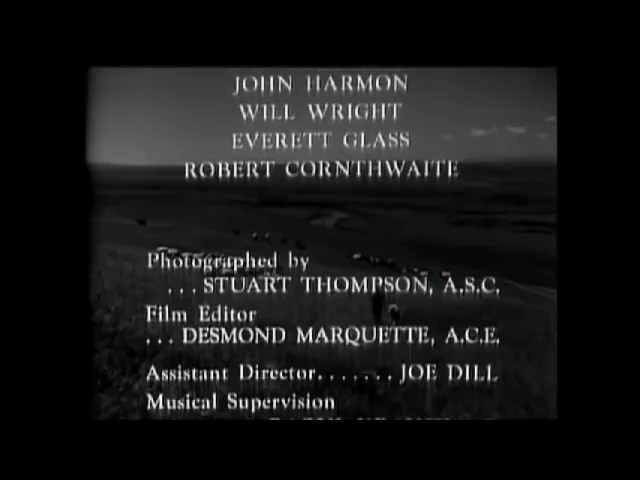 JOHN HARMON
WILL WRIGHT
EVERETT GLASS
ROBERT CORNTHWAITE
Photographed by
...STUART THOMPSON, A.S.C.
Film Editor
...DESMOND MARQUETTE, A.C.E.
Assistant Director.......JOE DILL
Musical Supervision